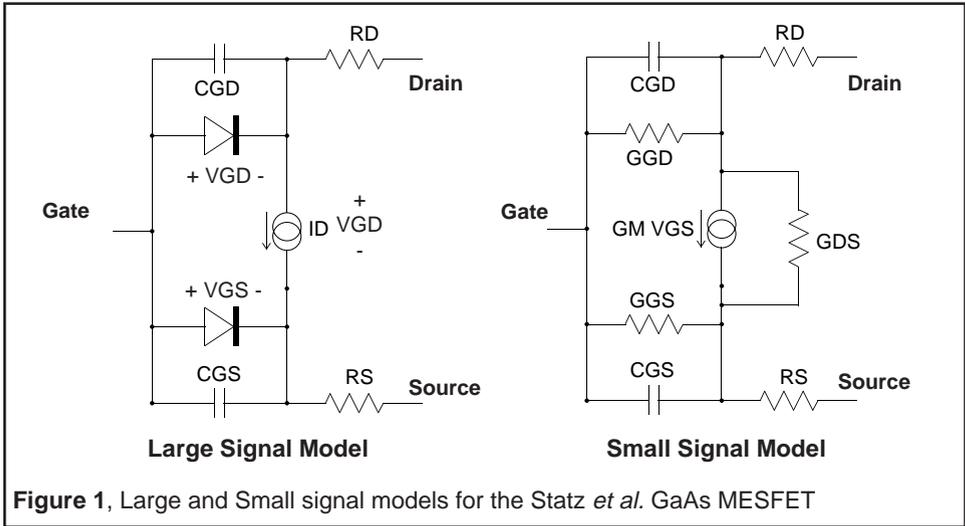 RD
CGD
Drain
+ VGD -
Gate
+
ID VGD
-
+ VGS -
CGS
RS
Source
Large Signal Model
RD
CGD
Drain
GGD
Gate
GM VGS
GDS
GGS
CGS
RS
Source
Small Signal Model
Figure 1, Large and Small signal models for the Statz et al. GaAs MESFET